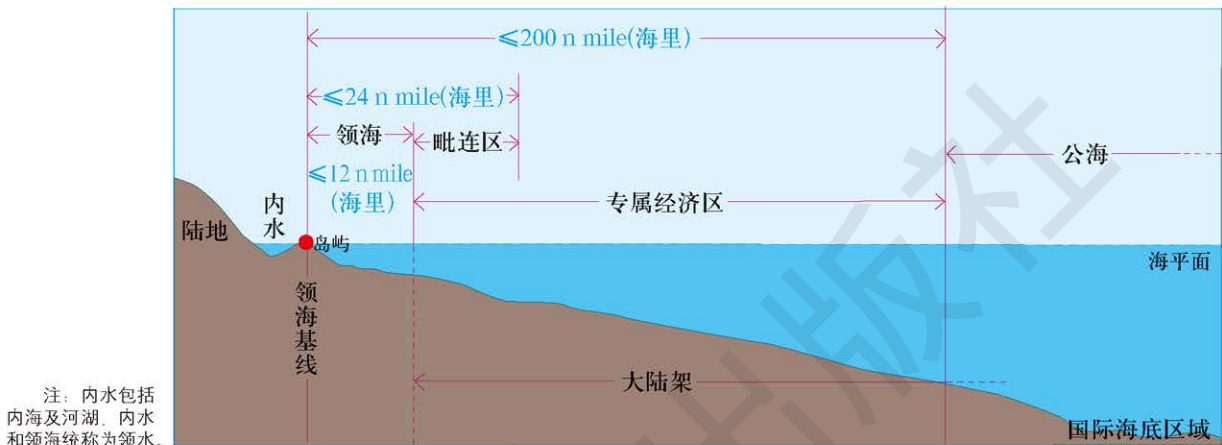 ≤200 n mile(海里)
≤24 n mile(海里)
领海
毗连区
公海
≤12 n mile
(海里)
专属经济区
内水
陆地
岛屿
海平面
领海基线
大陆架
国际海底区域
注：内水包括
内海及河湖。内水
和领海统称为领水。
出版社